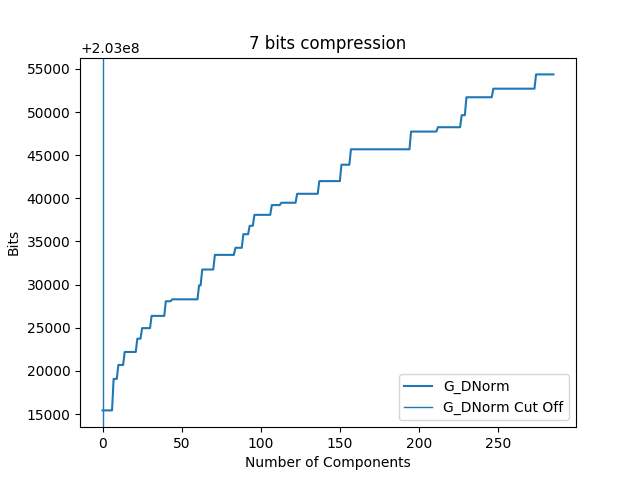 7 bits compression
+2.03e8
55000
50000
45000
40000
35000
30000
25000
20000
15000
Bits
0 50 100 150 200 250
Number of Components
G_DNorm
G_DNorm Cut Off